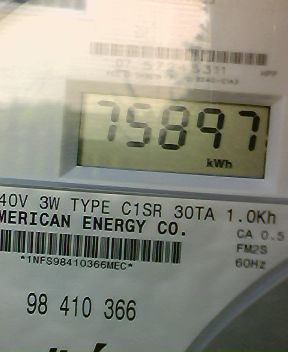 75897
kWh
40V 3W TYPE C1SR 30TA 1.0Kh
MERICAN ENERGY CO.
CA 0.5
FM2S
60Hz
*1NFS98410366MEC*
98 410 366